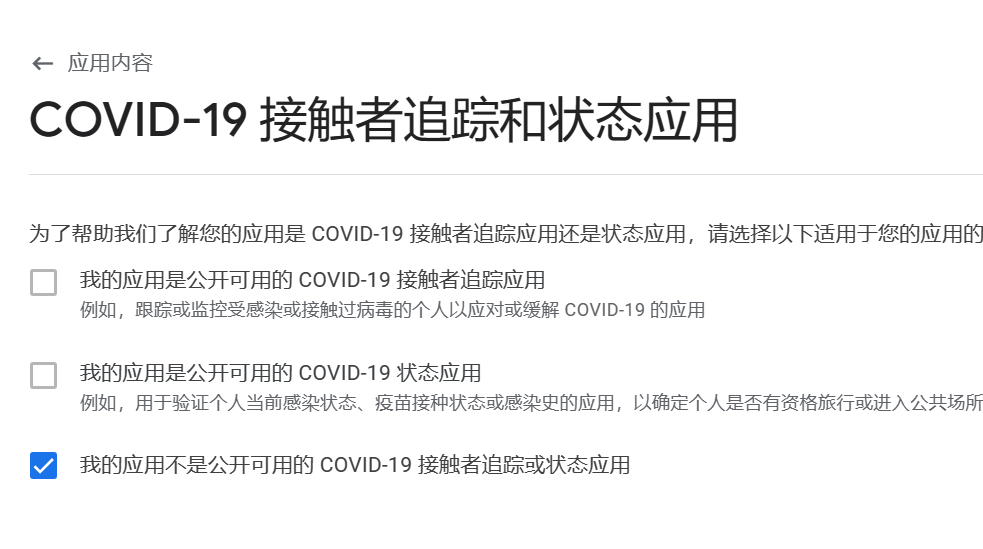 应用内容
COVID-19 接触者追踪和状态应用
为了帮助我们了解您的应用是 COVID-19 接触者追踪应用还是状态应用，请选择以下适用于您的应用的
我的应用是公开可用的 COVID-19 接触者追踪应用
例如，跟踪或监控受感染或接触过病毒的个人以应对或缓解 COVID-19 的应用
我的应用是公开可用的 COVID-19 状态应用
例如，用于验证个人当前感染状态、疫苗接种状态或感染史的应用，以确定个人是否有资格旅行或进入公共场所
我的应用不是公开可用的 COVID-19 接触者追踪或状态应用